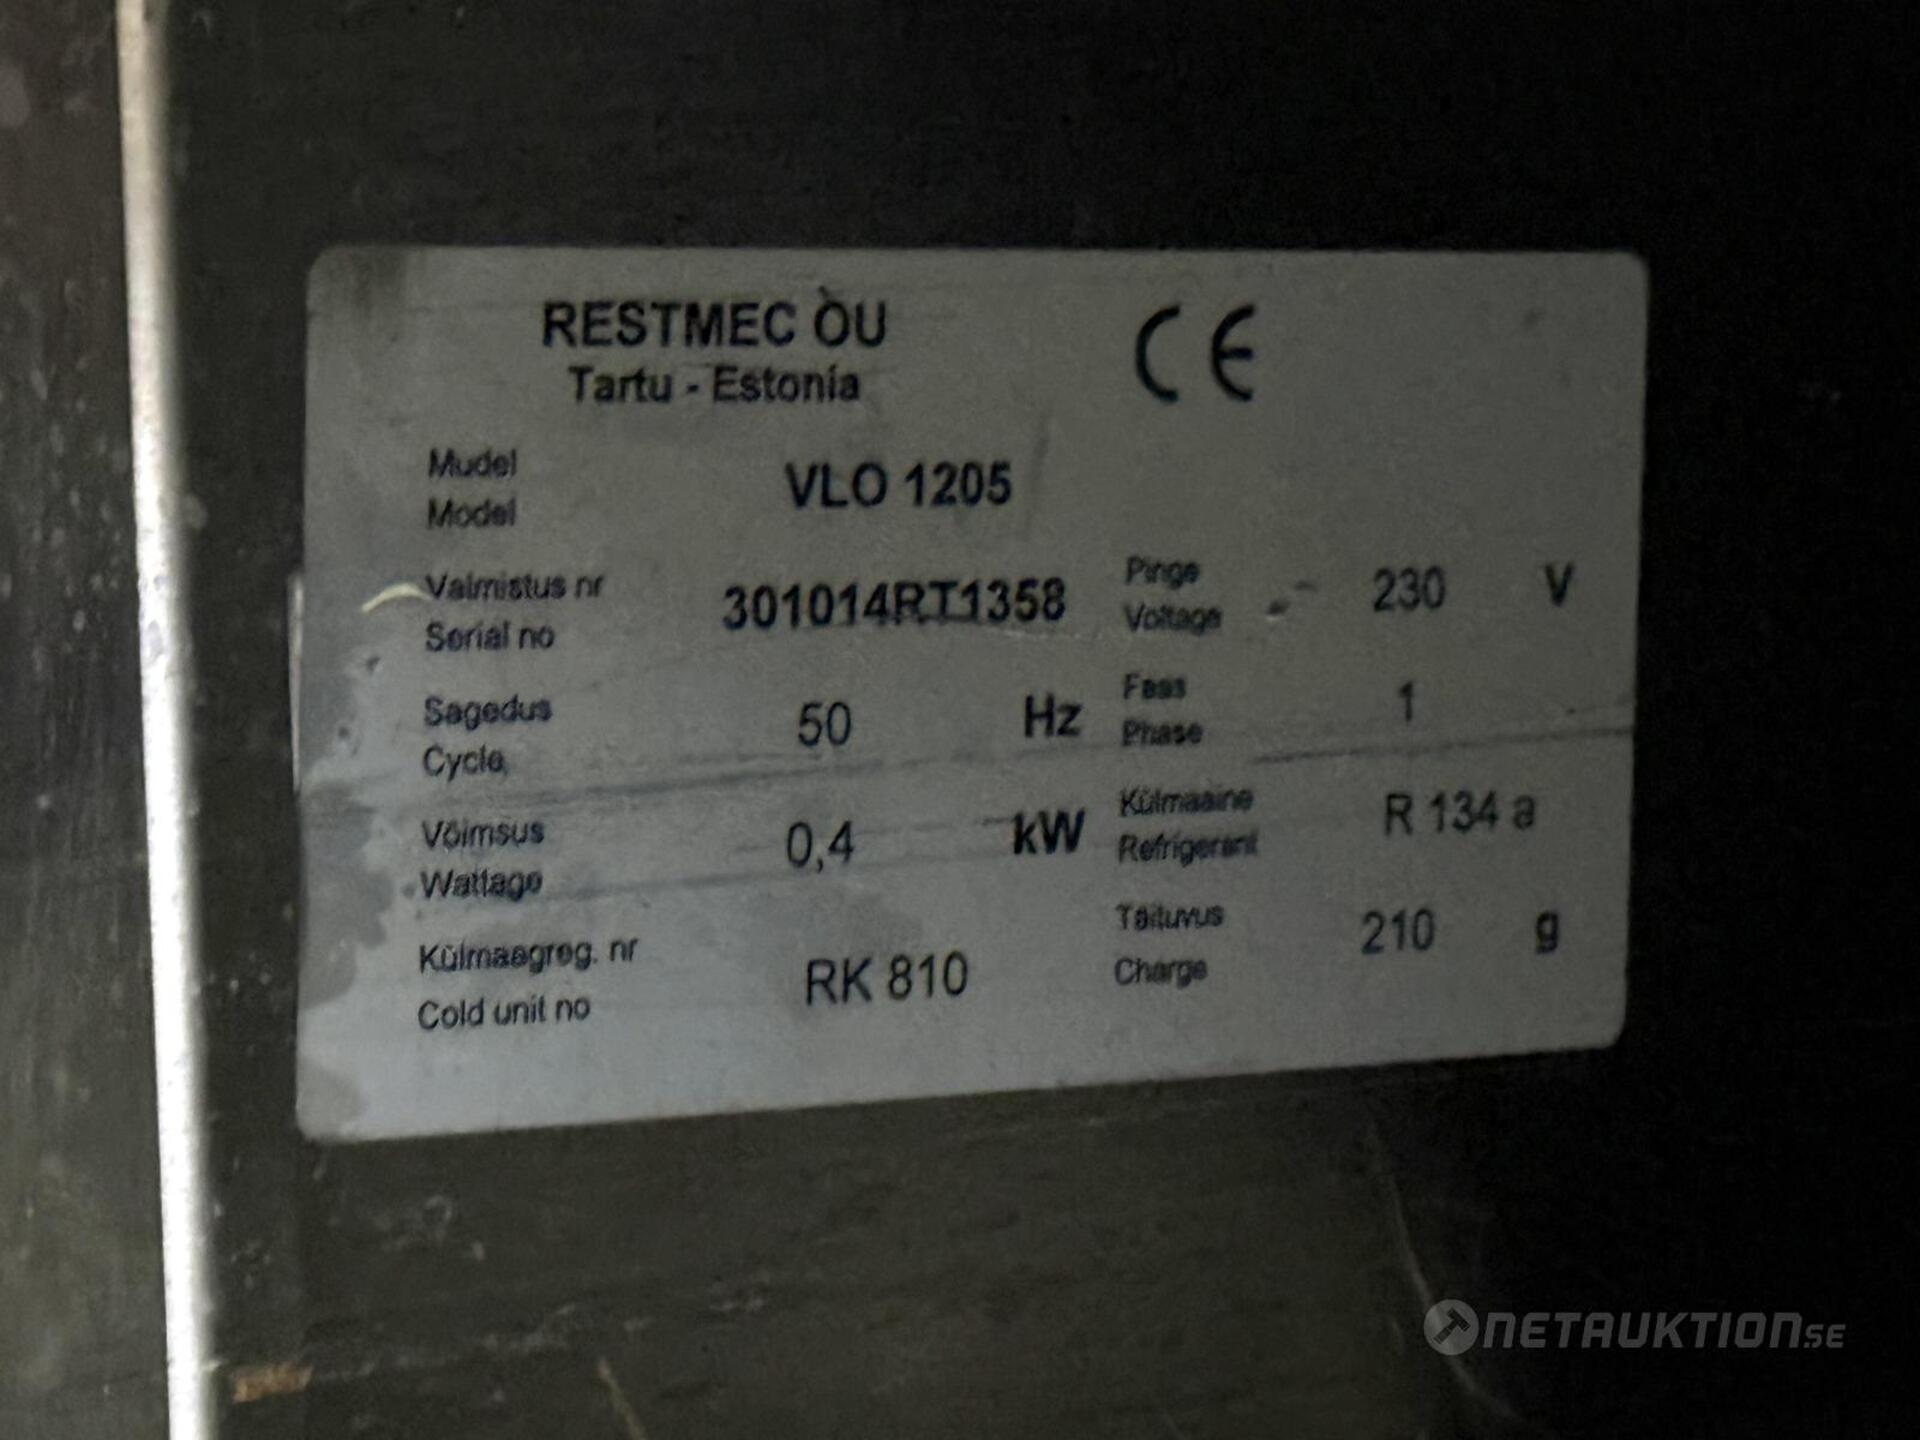 RESTMEC OÜ
Tartu - Estonia
CE
Mudel
Model
VLO 1205
Valmistus nr
Serial no
301014RT1358
Pinge
Voltage
230 V
Sagedus
Cycle
50 Hz
Faas
Phase
1
Võimsus
Wattage
0,4 kW
Külmaaine
Refrigerant
R 134 a
Külmaagreg. nr
Cold unit no
RK 810
Täituvus
Charge
210 g
NETAUKTION.SE